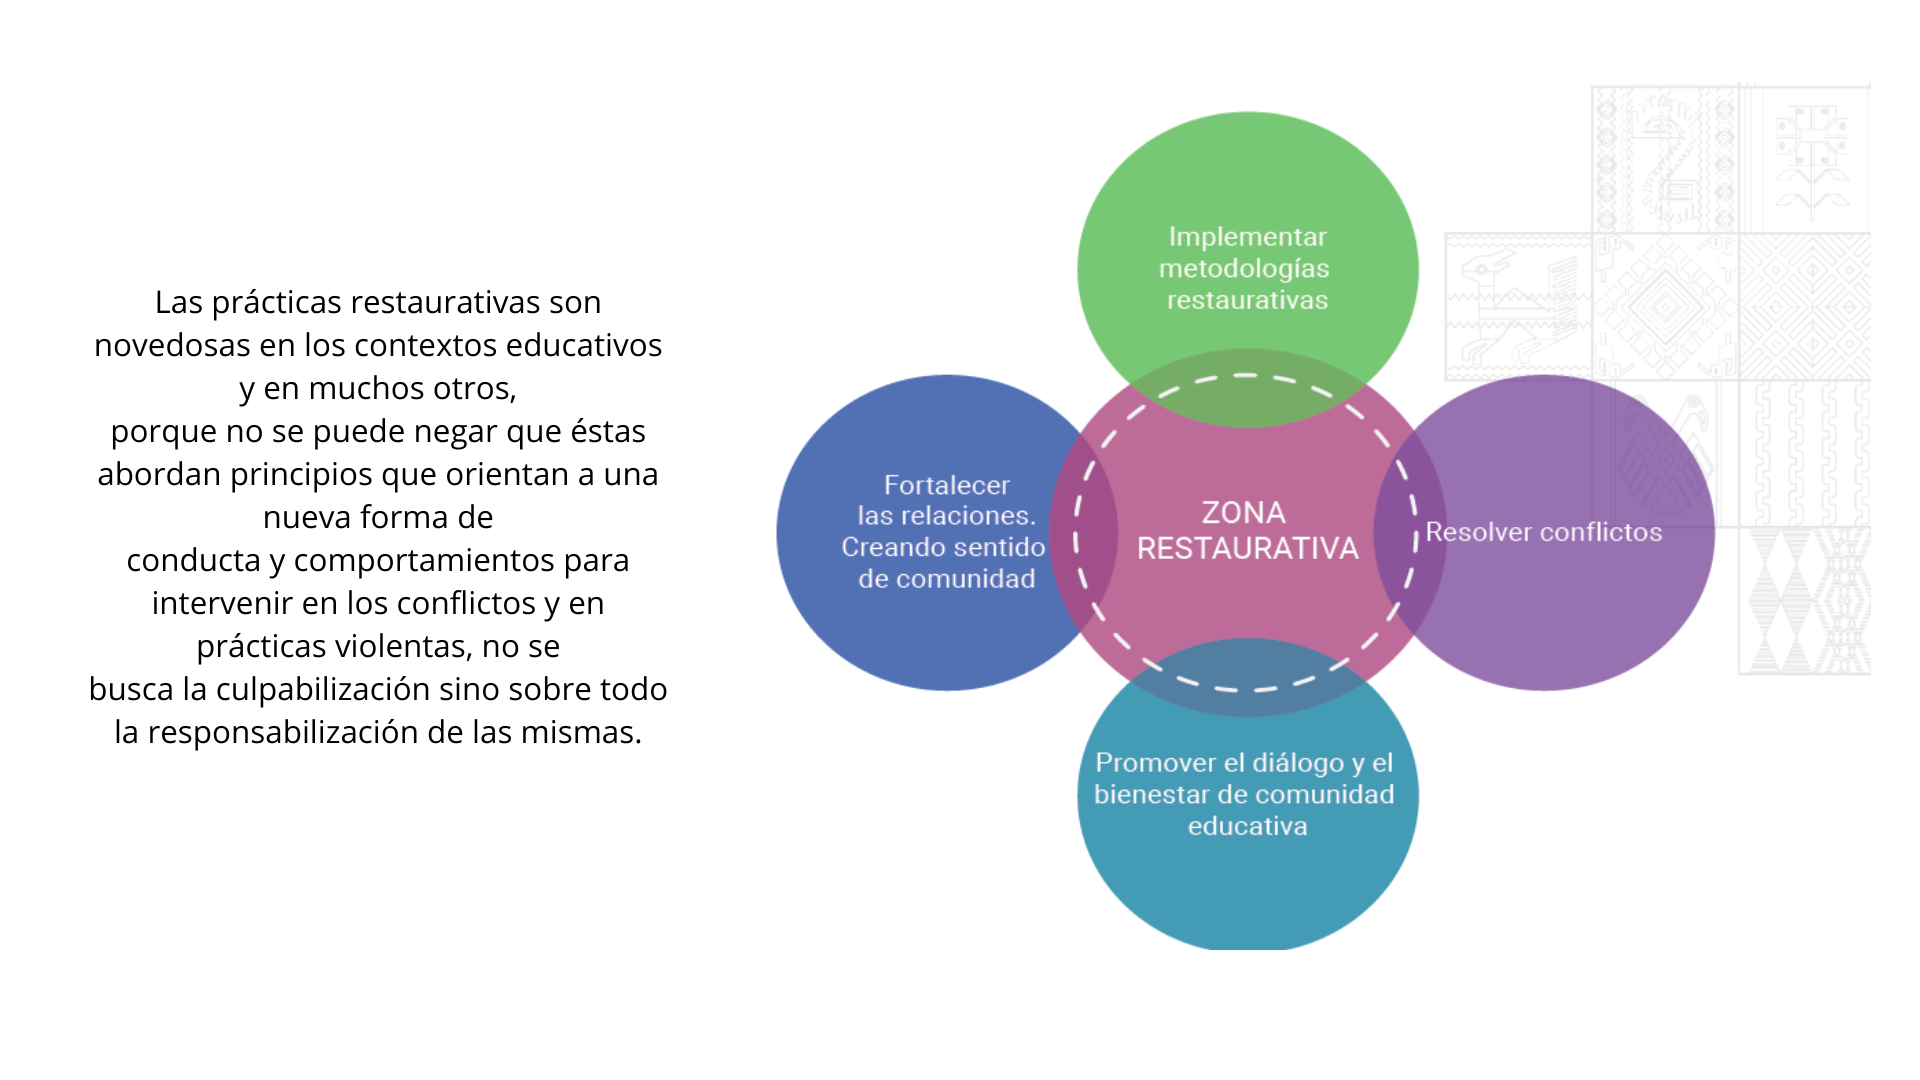 Las prácticas restaurativas son
novedosas en los contextos educativos
y en muchos otros,
porque no se puede negar que éstas
abordan principios que orientan a una
nueva forma de
conducta y comportamientos para
intervenir en los conflictos y en
prácticas violentas, no se
busca la culpabilización sino sobre todo
la responsabilización de las mismas.
Implementar
metodologías
restaurativas
Fortalecer
las relaciones.
Creando sentido
de comunidad
ZONA
RESTAURATIVA
Resolver conflictos
Promover el diálogo y el
bienestar de comunidad
educativa